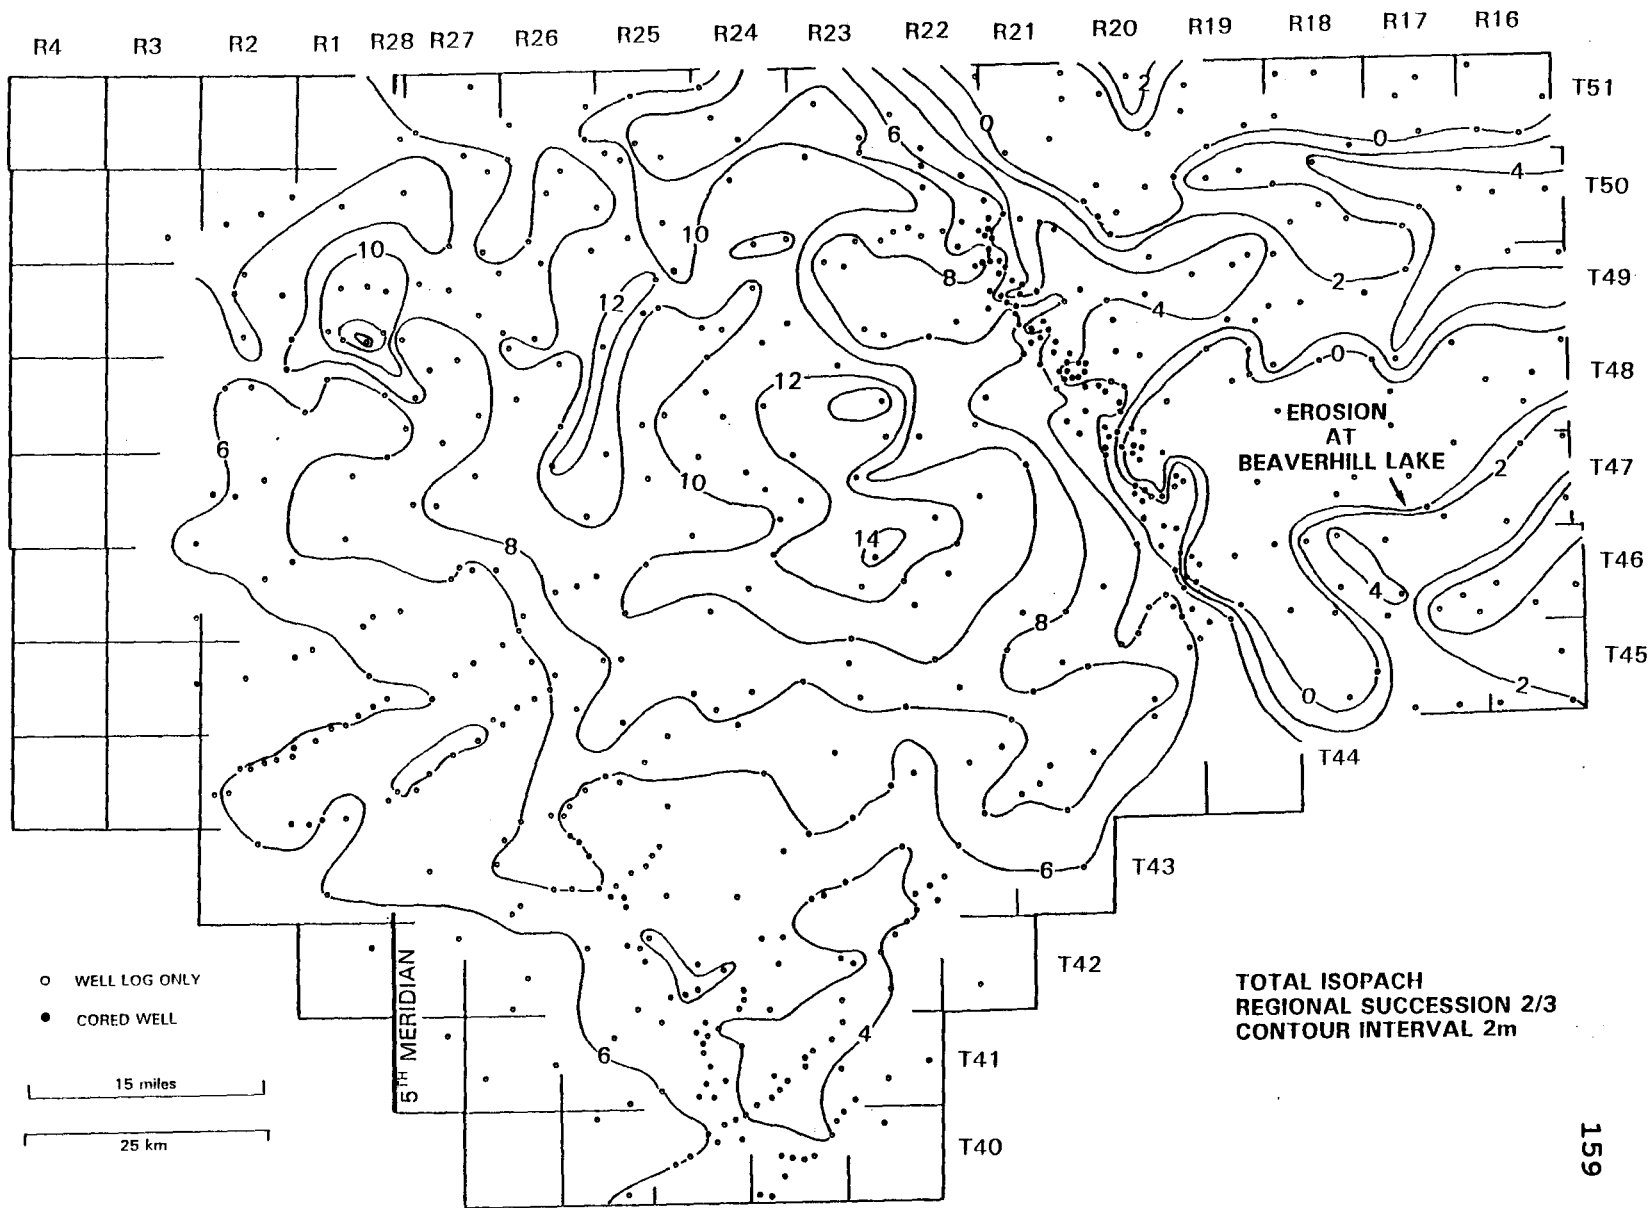 R4 R3 R2 R1 R28 R27 R26 R25 R24 R23 R22 R21 R20 R19 R18 R17 R16
2
T51
6
0
0
4
T50
10
10
8
2
T49
12
4
0
T48
12
EROSION
AT
BEAVERHILL LAKE
6
10
2
T47
8
14
4
T46
8
0
2
T45
T44
6
T43
5TH MERIDIAN
T42
WELL LOG ONLY
CORED WELL
TOTAL ISOPACH
REGIONAL SUCCESSION 2/3
CONTOUR INTERVAL 2m
6
4
T41
15 miles
25 km
T40
159